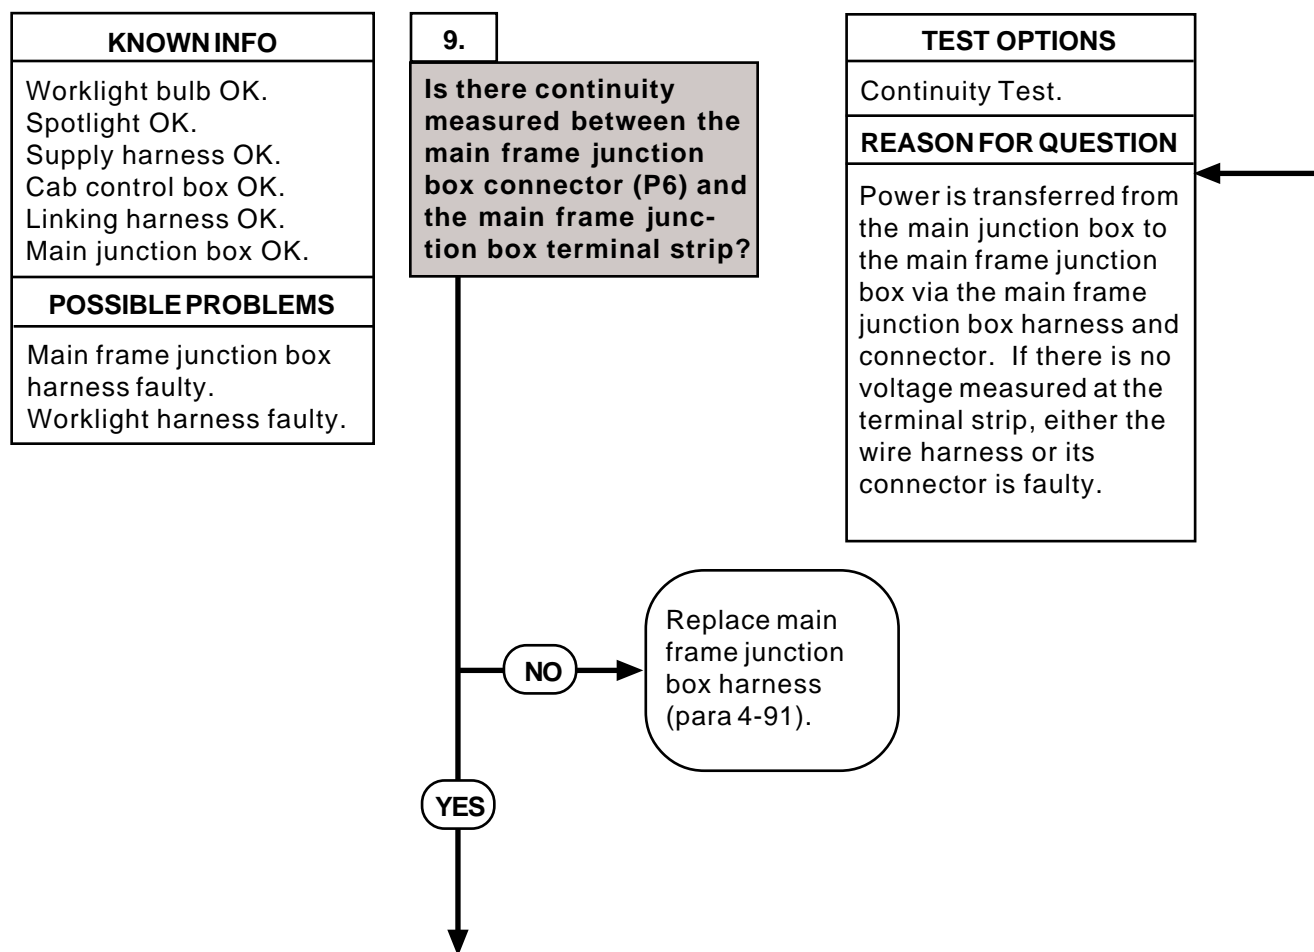 KNOWN INFO
Worklight bulb OK.
Spotlight OK.
Supply harness OK.
Cab control box OK.
Linking harness OK.
Main junction box OK.
POSSIBLE PROBLEMS
Main frame junction box
harness faulty.
Worklight harness faulty.
9.
Is there continuity
measured between the
main frame junction
box connector (P6) and
the main frame junc-
tion box terminal strip?
TEST OPTIONS
Continuity Test.
REASON FOR QUESTION
Power is transferred from
the main junction box to
the main frame junction
box via the main frame
junction box harness and
connector. If there is no
voltage measured at the
terminal strip, either the
wire harness or its
connector is faulty.
NO
Replace main
frame junction
box harness
(para 4-91).
YES